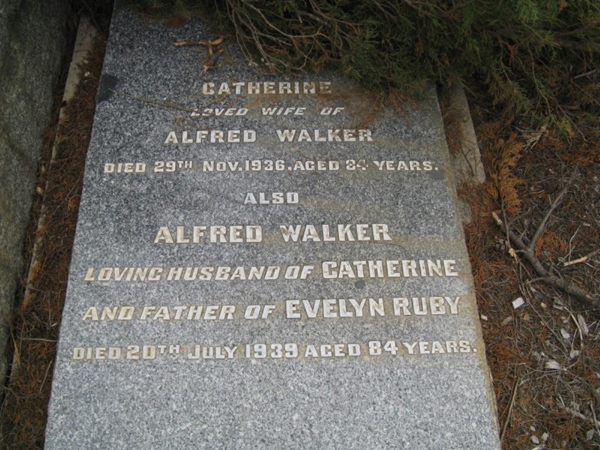 CATHERINE
LOVED WIFE OF
ALFRED WALKER
DIED 29TH NOV. 1936. AGED 84 YEARS.
ALSO
ALFRED WALKER
LOVING HUSBAND OF CATHERINE
AND FATHER OF EVELYN RUBY
DIED 20TH JULY 1939 AGED 84 YEARS.